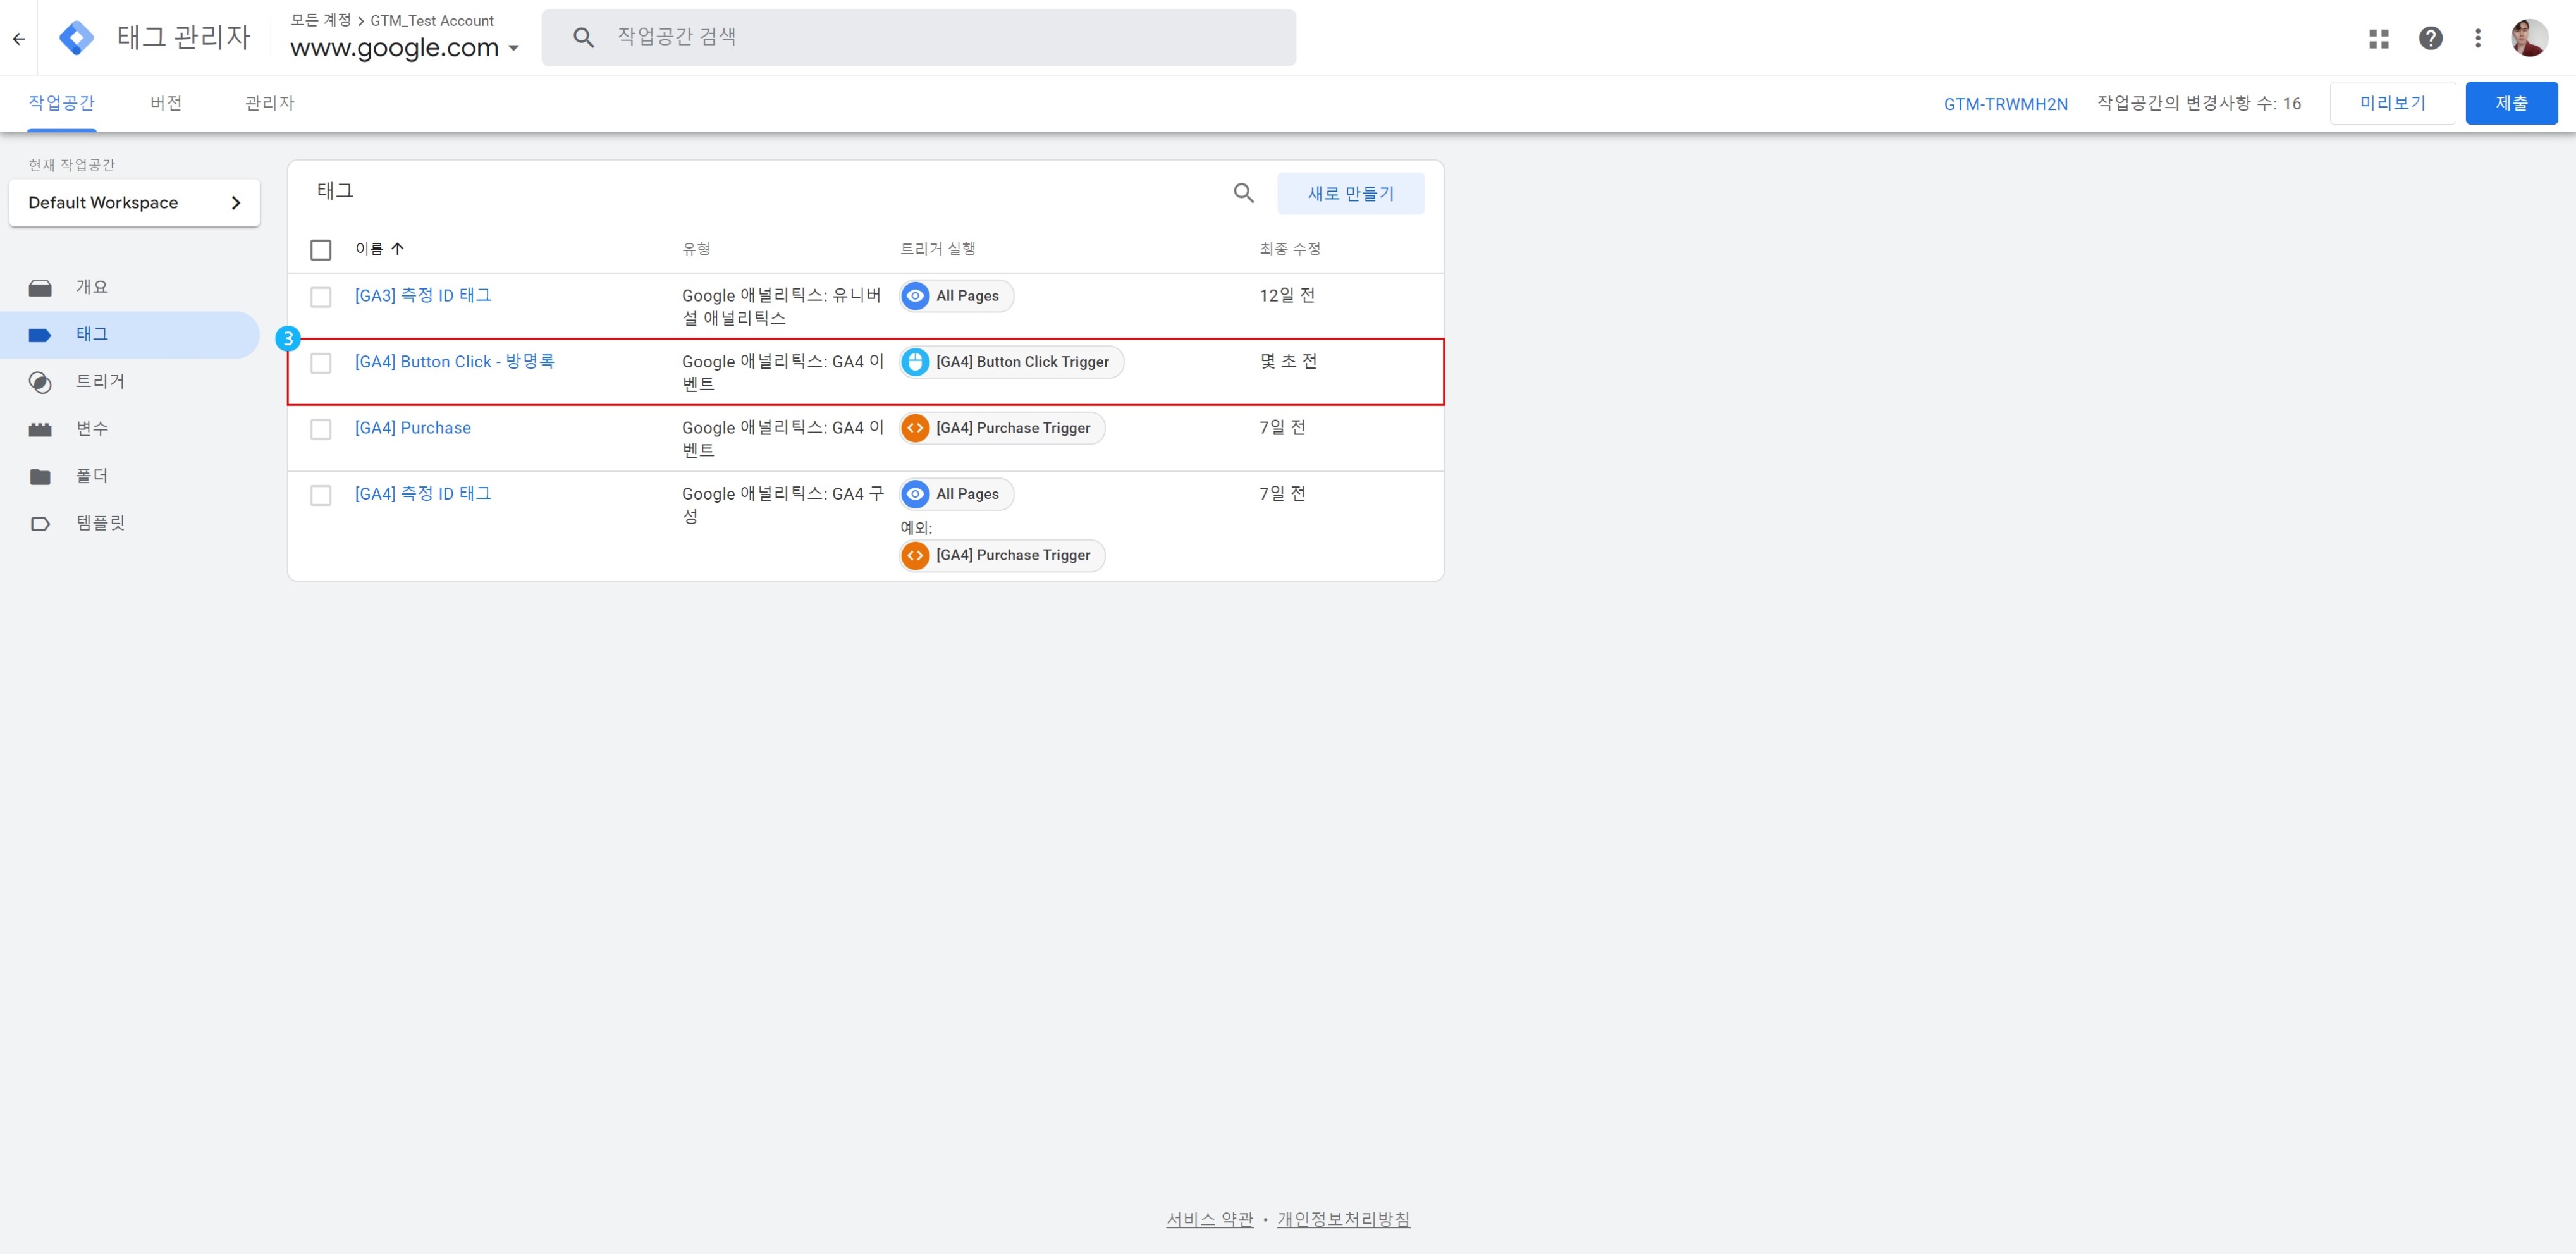 모든 계정 > GTM_Test Account
태그 관리자
www.google.com
작업공간 검색
작업공간
버전
관리자
GTM-TRWMH2N
작업공간의 변경사항 수: 16
미리보기
제출
현재 작업공간
Default Workspace
개요
태그
트리거
변수
폴더
템플릿
태그
새로 만들기
이름 유형 트리거 실행 최종 수정
[GA3] 측정 ID 태그 Google 애널리틱스: 유니버 All Pages 12일 전
설 애널리틱스
3
[GA4] Button Click - 방명록 Google 애널리틱스: GA4 이 [GA4] Button Click Trigger 몇 초 전
벤트
[GA4] Purchase Google 애널리틱스: GA4 이 [GA4] Purchase Trigger 7일 전
벤트
[GA4] 측정 ID 태그 Google 애널리틱스: GA4 구 All Pages 7일 전
성
예외:
[GA4] Purchase Trigger
서비스 약관 • 개인정보처리방침